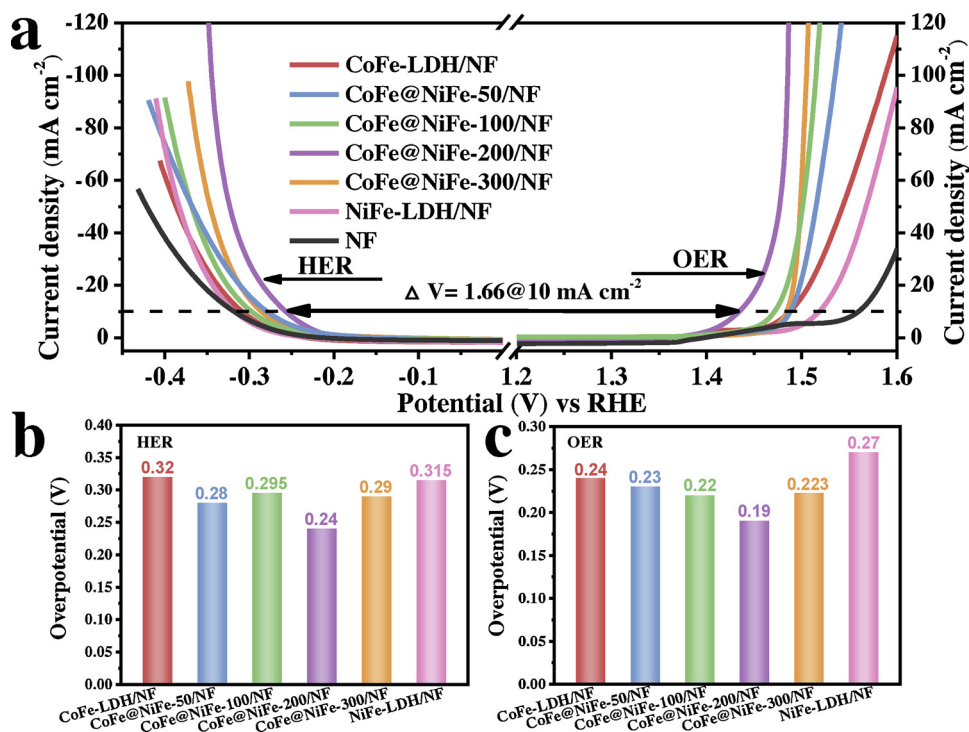 a
-120
-100
-80
-60
-40
-20
0
Current density (mA cm⁻²)
CoFe-LDH/NF
CoFe@NiFe-50/NF
CoFe@NiFe-100/NF
CoFe@NiFe-200/NF
CoFe@NiFe-300/NF
NiFe-LDH/NF
NF
HER
OER
Δ V= 1.66@10 mA cm⁻²
120
100
80
60
40
20
0
Current density (mA cm⁻²)
-0.4 -0.3 -0.2 -0.1 1.2 1.3 1.4 1.5 1.6
Potential (V) vs RHE
b
HER
0.40
0.35
0.30
0.25
0.20
0.15
0.10
0.05
0.00
Overpotential (V)
0.32 0.28 0.295 0.24 0.29 0.315
CoFe-LDH/NF
CoFe@NiFe-50/NF
CoFe@NiFe-100/NF
CoFe@NiFe-200/NF
CoFe@NiFe-300/NF
NiFe-LDH/NF
c
OER
0.30
0.25
0.20
0.15
0.10
0.05
0.00
Overpotential (V)
0.24 0.23 0.22 0.19 0.223 0.27
CoFe-LDH/NF
CoFe@NiFe-50/NF
CoFe@NiFe-100/NF
CoFe@NiFe-200/NF
CoFe@NiFe-300/NF
NiFe-LDH/NF